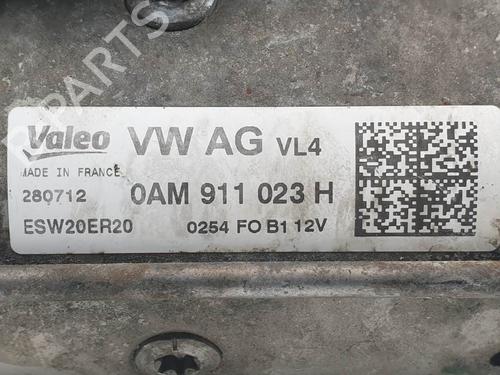 Valeo VW AG VL4
MADE IN FRANCE
280712 0AM 911 023 H
ESW20ER20 0254 FO B1 12V